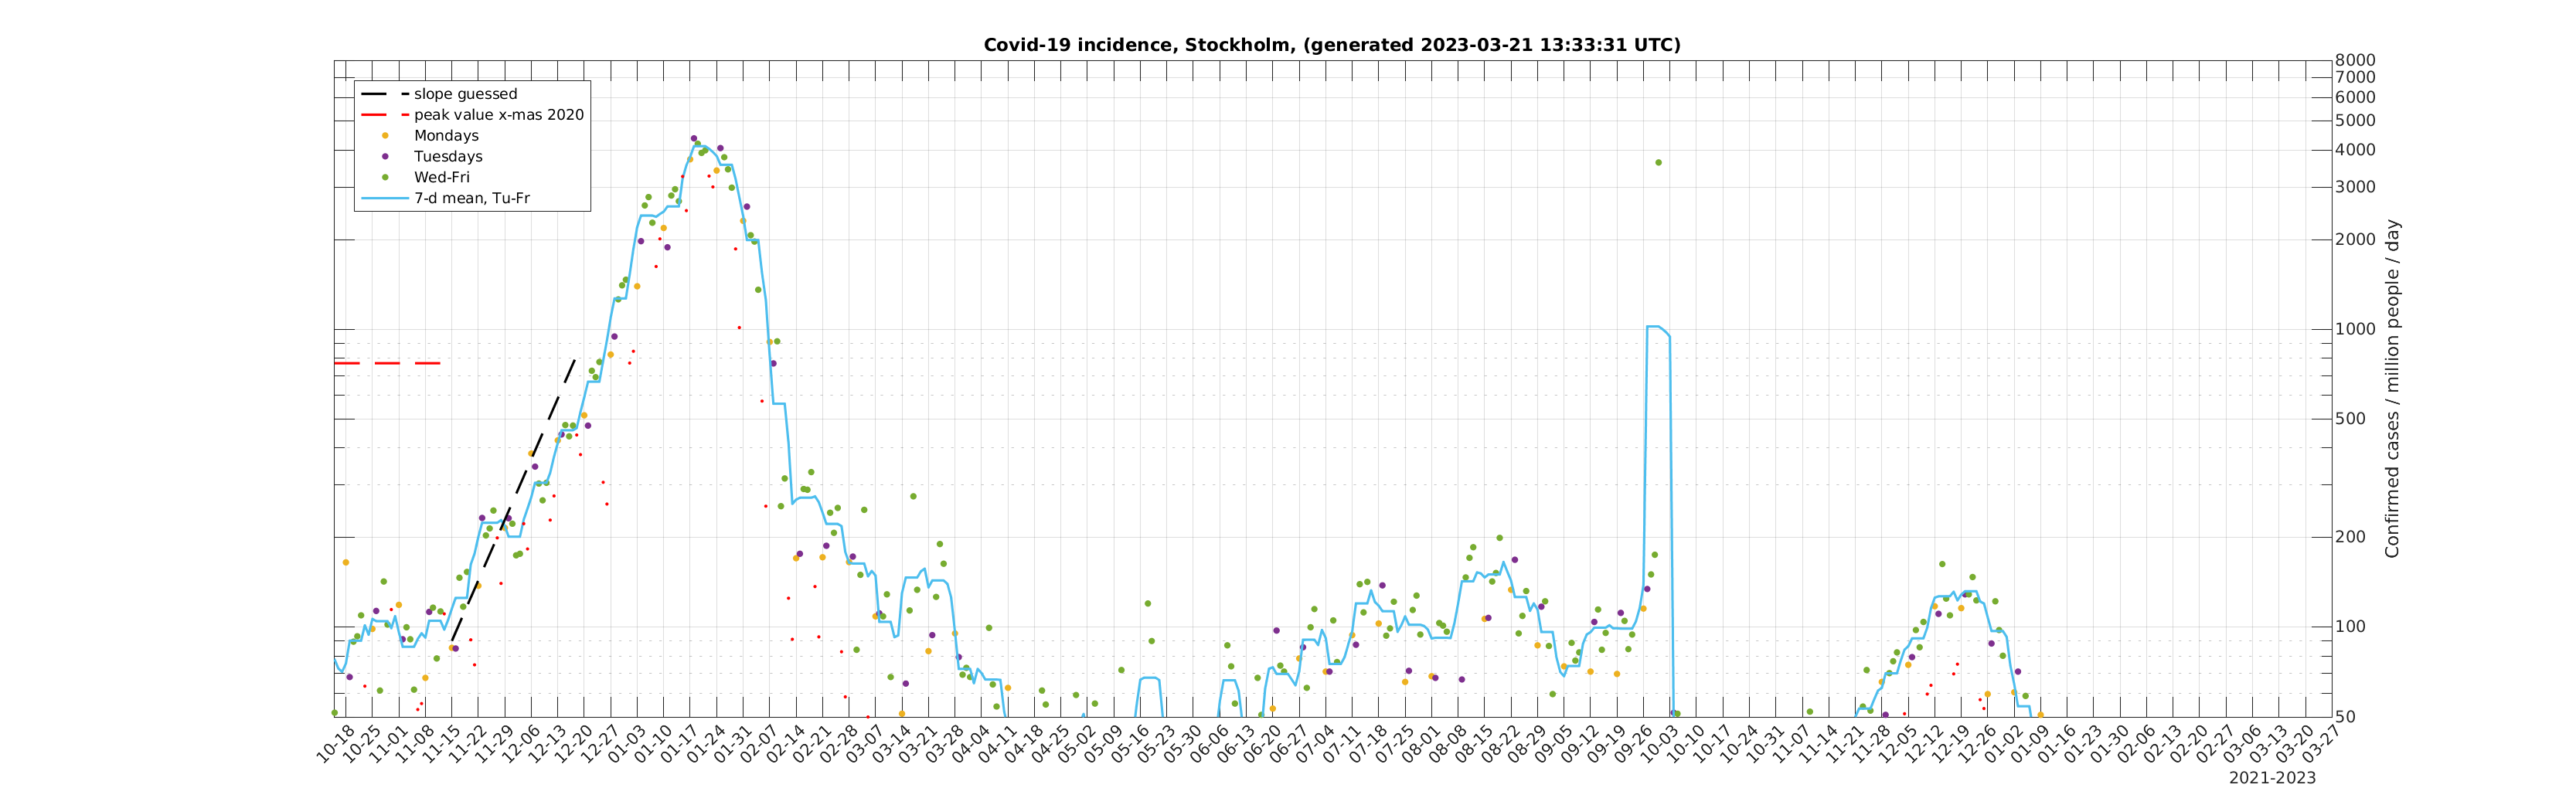 Covid-19 incidence, Stockholm, (generated 2023-03-21 13:33:31 UTC)
slope guessed
peak value x-mas 2020
Mondays
Tuesdays
Wed-Fri
7-d mean, Tu-Fr
8000
7000
6000
5000
4000
3000
2000
1000
500
200
100
50
Confirmed cases / million people / day
10-18 10-25 11-01 11-08 11-15 11-22 11-29 12-06 12-13 12-20 12-27 01-03 01-10 01-17 01-24 01-31 02-07 02-14 02-21 02-28 03-07 03-14 03-21 03-28 04-04 04-11 04-18 04-25 05-02 05-09 05-16 05-23 05-30 06-06 06-13 06-20 06-27 07-04 07-11 07-18 07-25 08-01 08-08 08-15 08-22 08-29 09-05 09-12 09-19 09-26 10-03 10-10 10-17 10-24 10-31 11-07 11-14 11-21 11-28 12-05 12-12 12-19 12-26 01-02 01-09 01-16 01-23 01-30 02-06 02-13 02-20 02-27 03-06 03-13 03-20 03-27
2021-2023